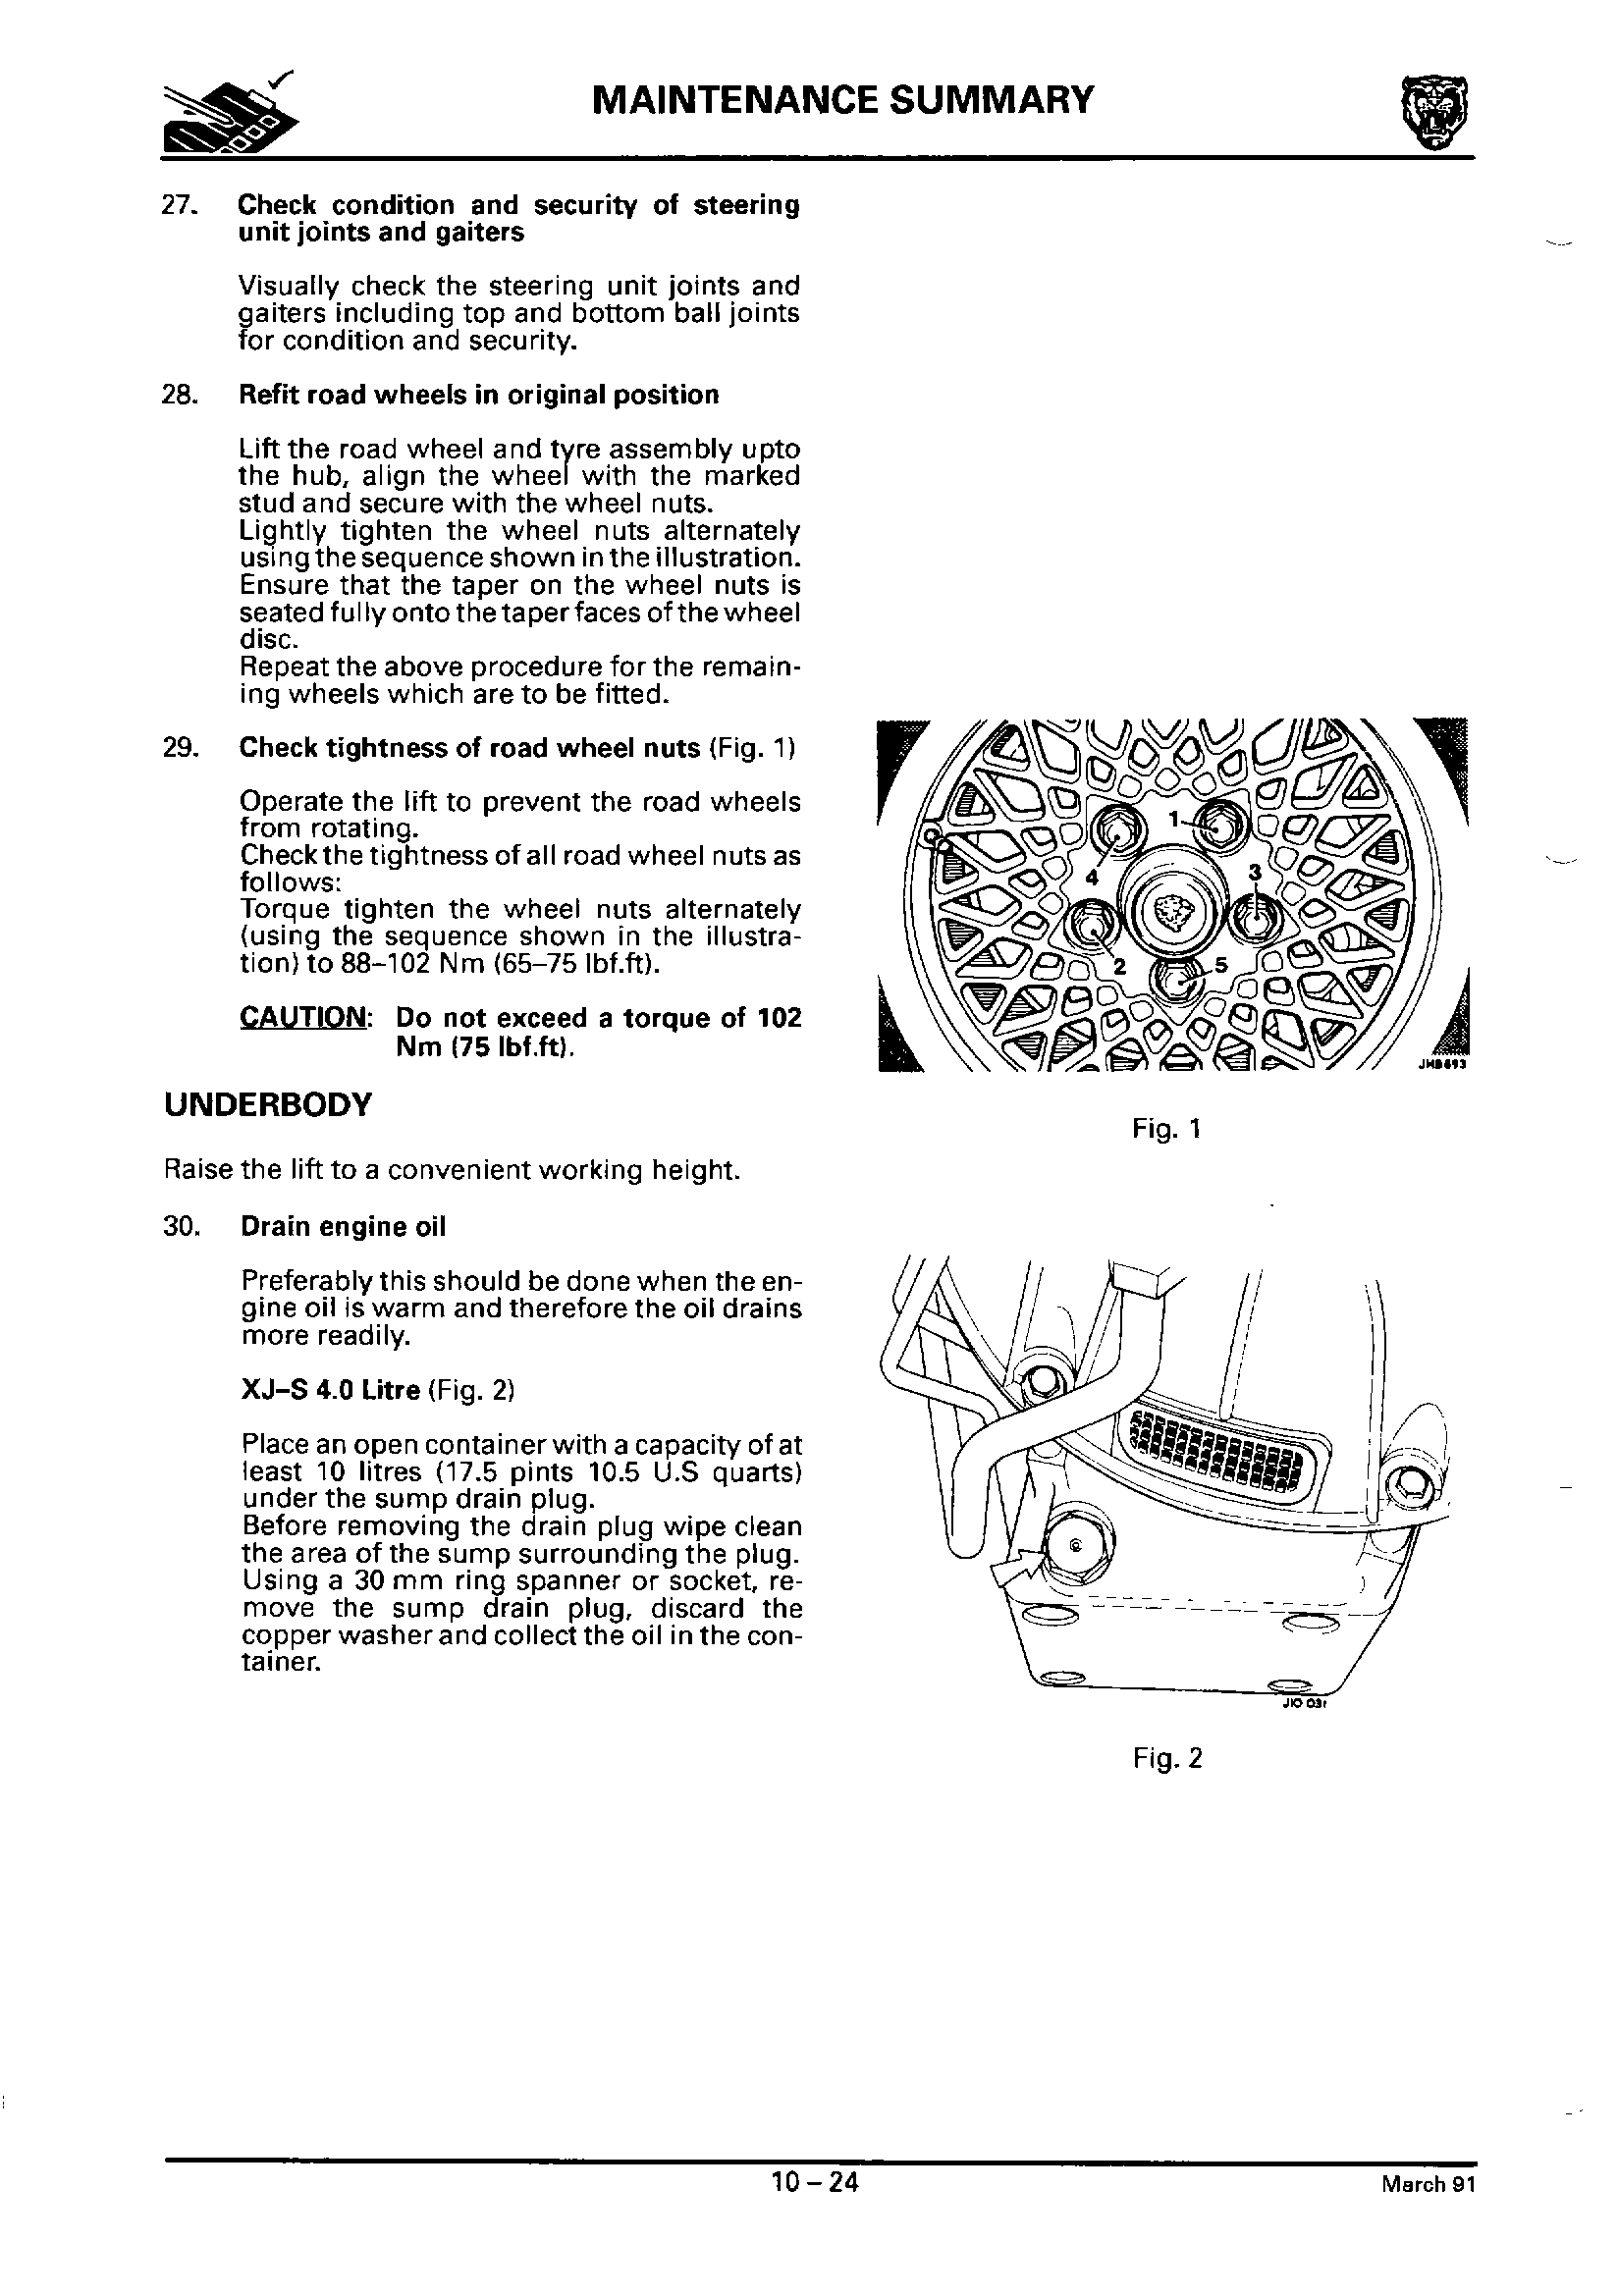 MAINTENANCE SUMMARY
27. Check condition and security of steering
unit joints and gaiters
Visually check the steering unit joints and
gaiters including top and bottom ball joints
for condition and security.
28. Refit road wheels in original position
Lift the road wheel and tyre assembly upto
the hub, align the wheel with the marked
stud and secure with the wheel nuts.
Lightly tighten the wheel nuts alternately
using the sequence shown in the illustration.
Ensure that the taper on the wheel nuts is
seated fully onto the taper faces of the wheel
disc.
Repeat the above procedure for the remain-
ing wheels which are to be fitted.
29. Check tightness of road wheel nuts (Fig. 1)
Operate the lift to prevent the road wheels
from rotating.
Check the tightness of all road wheel nuts as
follows:
Torque tighten the wheel nuts alternately
(using the sequence shown in the illustra-
tion) to 88–102 Nm (65–75 lbf.ft).
CAUTION: Do not exceed a torque of 102
Nm (75 lbf.ft).
UNDERBODY
Raise the lift to a convenient working height.
30. Drain engine oil
Preferably this should be done when the en-
gine oil is warm and therefore the oil drains
more readily.
XJ–S 4.0 Litre (Fig. 2)
Place an open container with a capacity of at
least 10 litres (17.5 pints 10.5 U.S quarts)
under the sump drain plug.
Before removing the drain plug wipe clean
the area of the sump surrounding the plug.
Using a 30 mm ring spanner or socket, re-
move the sump drain plug, discard the
copper washer and collect the oil in the con-
tainer.
1
4
3
2
5
Fig. 1
J10 031
Fig. 2
10 – 24
March 91